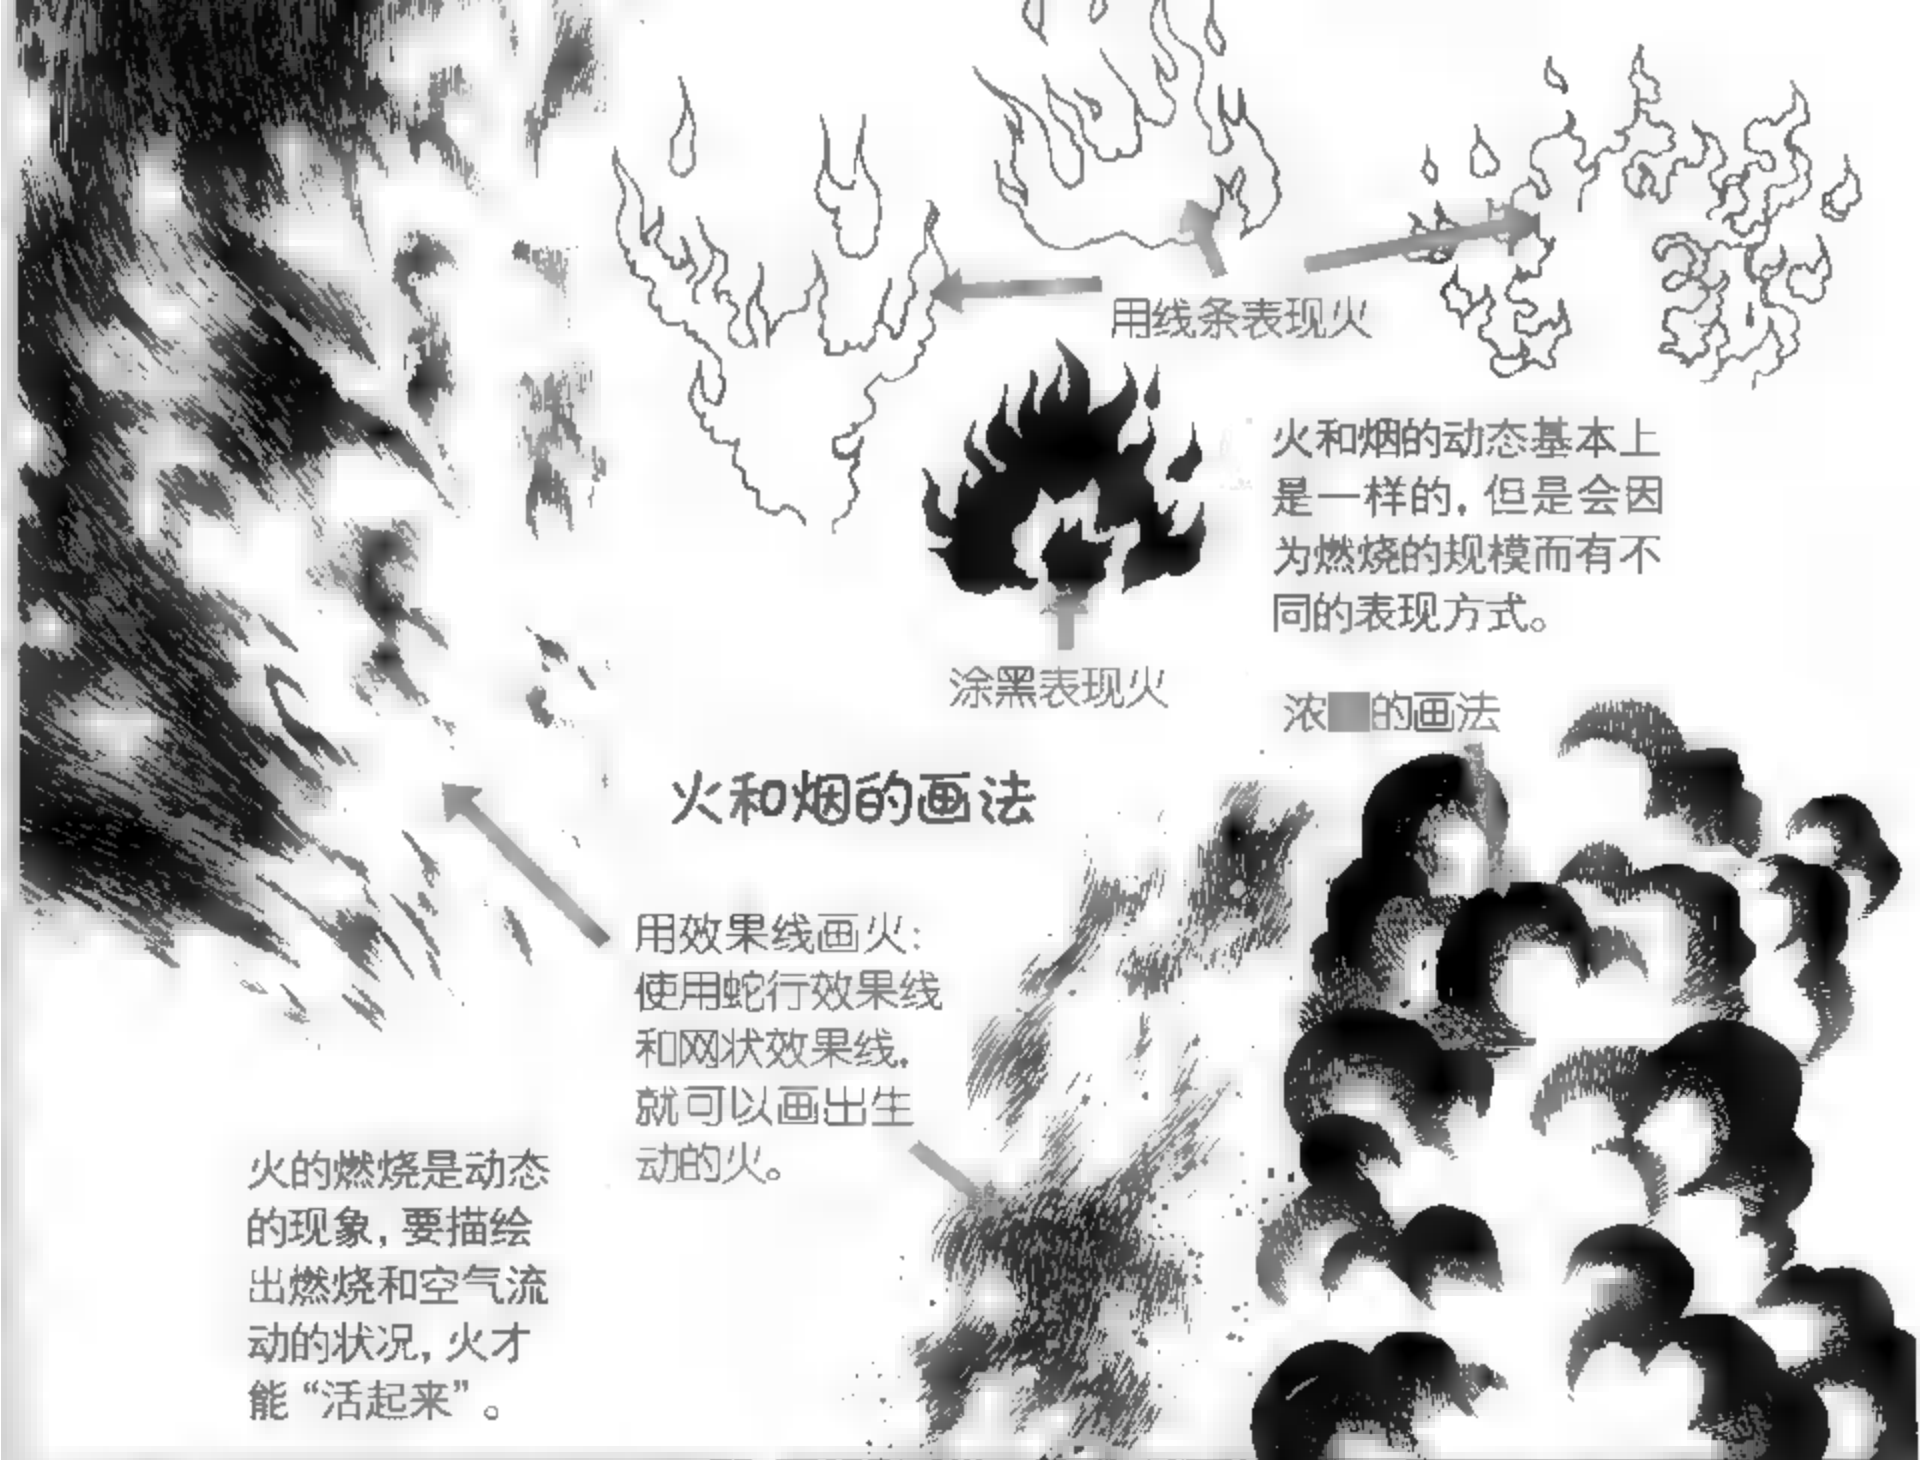 用线条表现火
火和烟的动态基本上
是一样的，但是会因
为燃烧的规模而有不
同的表现方式。
涂黑表现火
浓的画法
火和烟的画法
用效果线画火：
使用蛇行效果线
和网状效果线，
就可以画出生
动的火。
火的燃烧是动态
的现象，要描绘
出燃烧和空气流
动的状况，火才
能“活起来”。